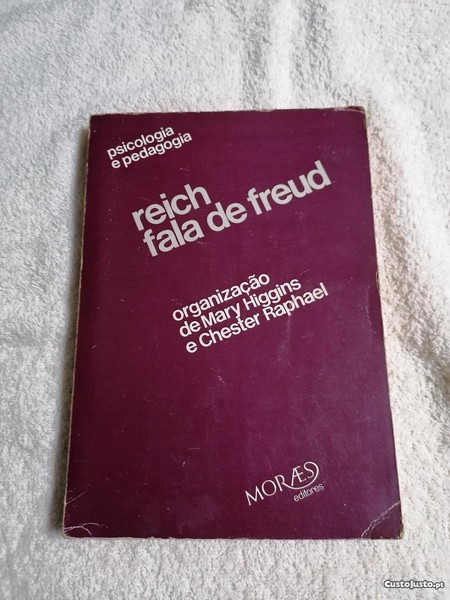 psicologia
e pedagogia
reich
fala de freud
organização
de Mary Higgins
e Chester Raphael
MORÆS
editores
CustoJusto.pt